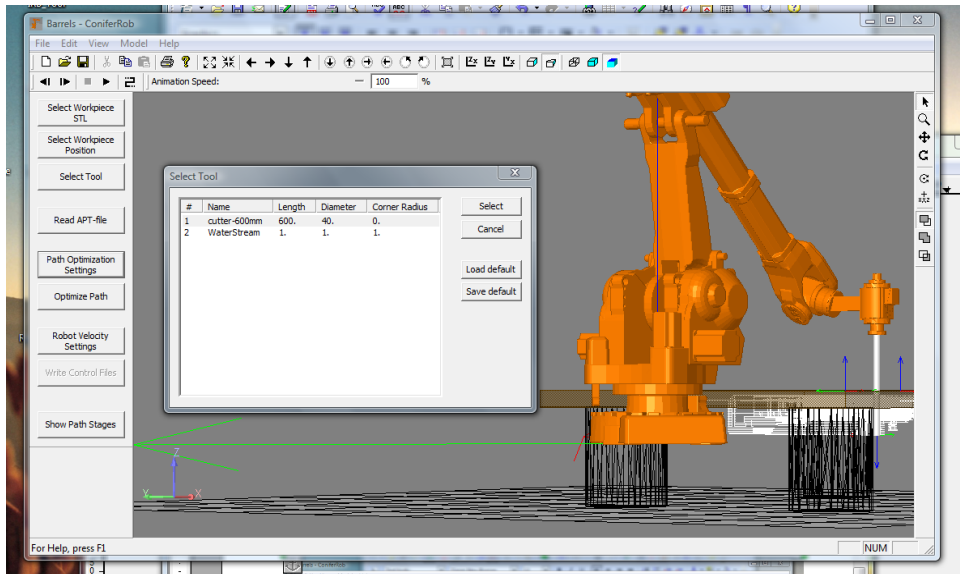 Barrels - ConiferRob
File Edit View Model Help
Animation Speed: 100 %
Select Workpiece
STL
Select Workpiece
Position
Select Tool
Read APT-file
Path Optimization
Settings
Optimize Path
Robot Velocity
Settings
Write Control Files
Show Path Stages
Select Tool
# Name Length Diameter Corner Radius
1 cutter-600mm 600. 40. 0.
2 WaterStream 1. 1. 1.
Select
Cancel
Load default
Save default
Z
Y X
For Help, press F1
NUM